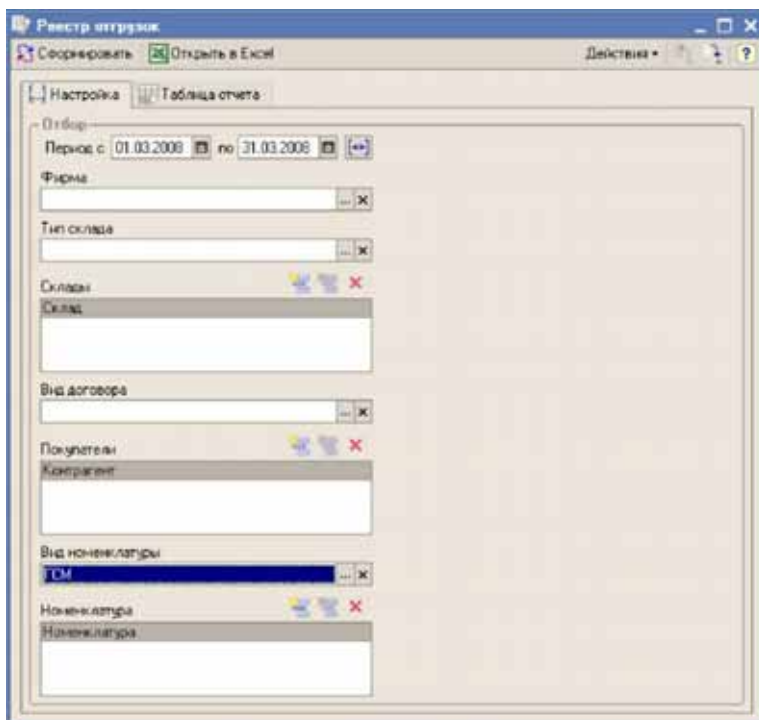 Реестр отгрузок
Сформировать Открыть в Excel Действия
Настройка Таблица отчета
Отбор
Период с 01.03.2008 по 31.03.2008
Фирма
Тип склада
Склады
Склад
Вид договора
Покупатели
Контрагент
Вид номенклатуры
ГСМ
Номенклатура
Номенклатура